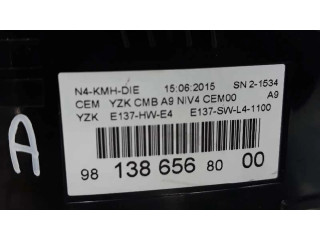 N4-KMH-DIE 15:06:2015 SN 2-1534
CEM YZK CMB A9 NIV4 CEM00 A9
YZK E137-HW-E4 E137-SW-L4-1100
98 138 656 80 00
A